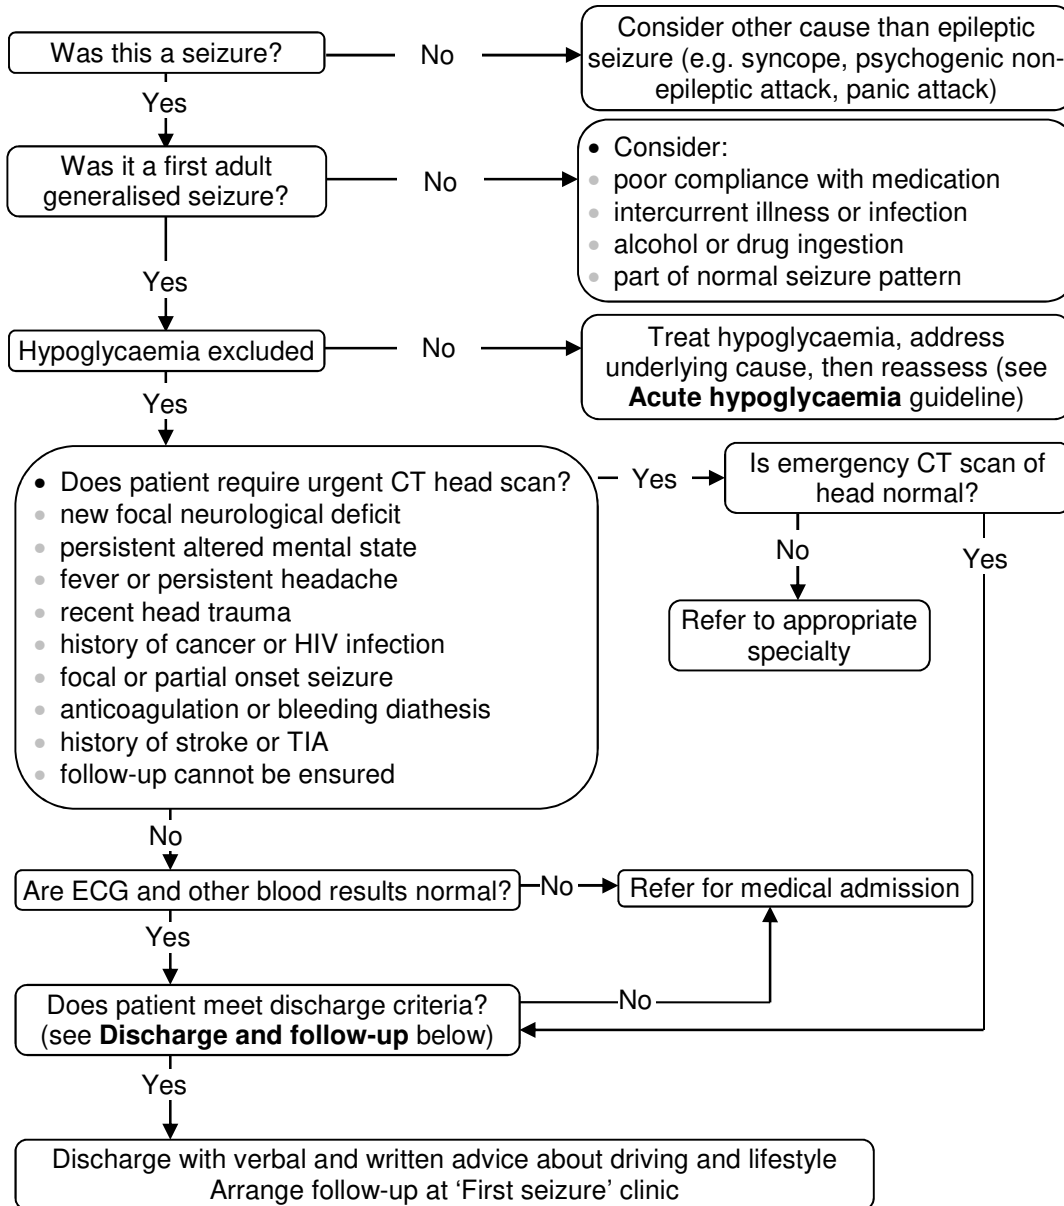 Was this a seizure?
No
Consider other cause than epileptic
seizure (e.g. syncope, psychogenic non-
epileptic attack, panic attack)
Yes
Was it a first adult
generalised seizure?
No
• Consider:
• poor compliance with medication
• intercurrent illness or infection
• alcohol or drug ingestion
• part of normal seizure pattern
Yes
Hypoglycaemia excluded
No
Treat hypoglycaemia, address
underlying cause, then reassess (see
Acute hypoglycaemia guideline)
Yes
• Does patient require urgent CT head scan?
• new focal neurological deficit
• persistent altered mental state
• fever or persistent headache
• recent head trauma
• history of cancer or HIV infection
• focal or partial onset seizure
• anticoagulation or bleeding diathesis
• history of stroke or TIA
• follow-up cannot be ensured
Yes
Is emergency CT scan of
head normal?
No
Yes
Refer to appropriate
specialty
No
Are ECG and other blood results normal?
No
Refer for medical admission
Yes
Does patient meet discharge criteria?
(see Discharge and follow-up below)
No
Yes
Discharge with verbal and written advice about driving and lifestyle
Arrange follow-up at ‘First seizure’ clinic